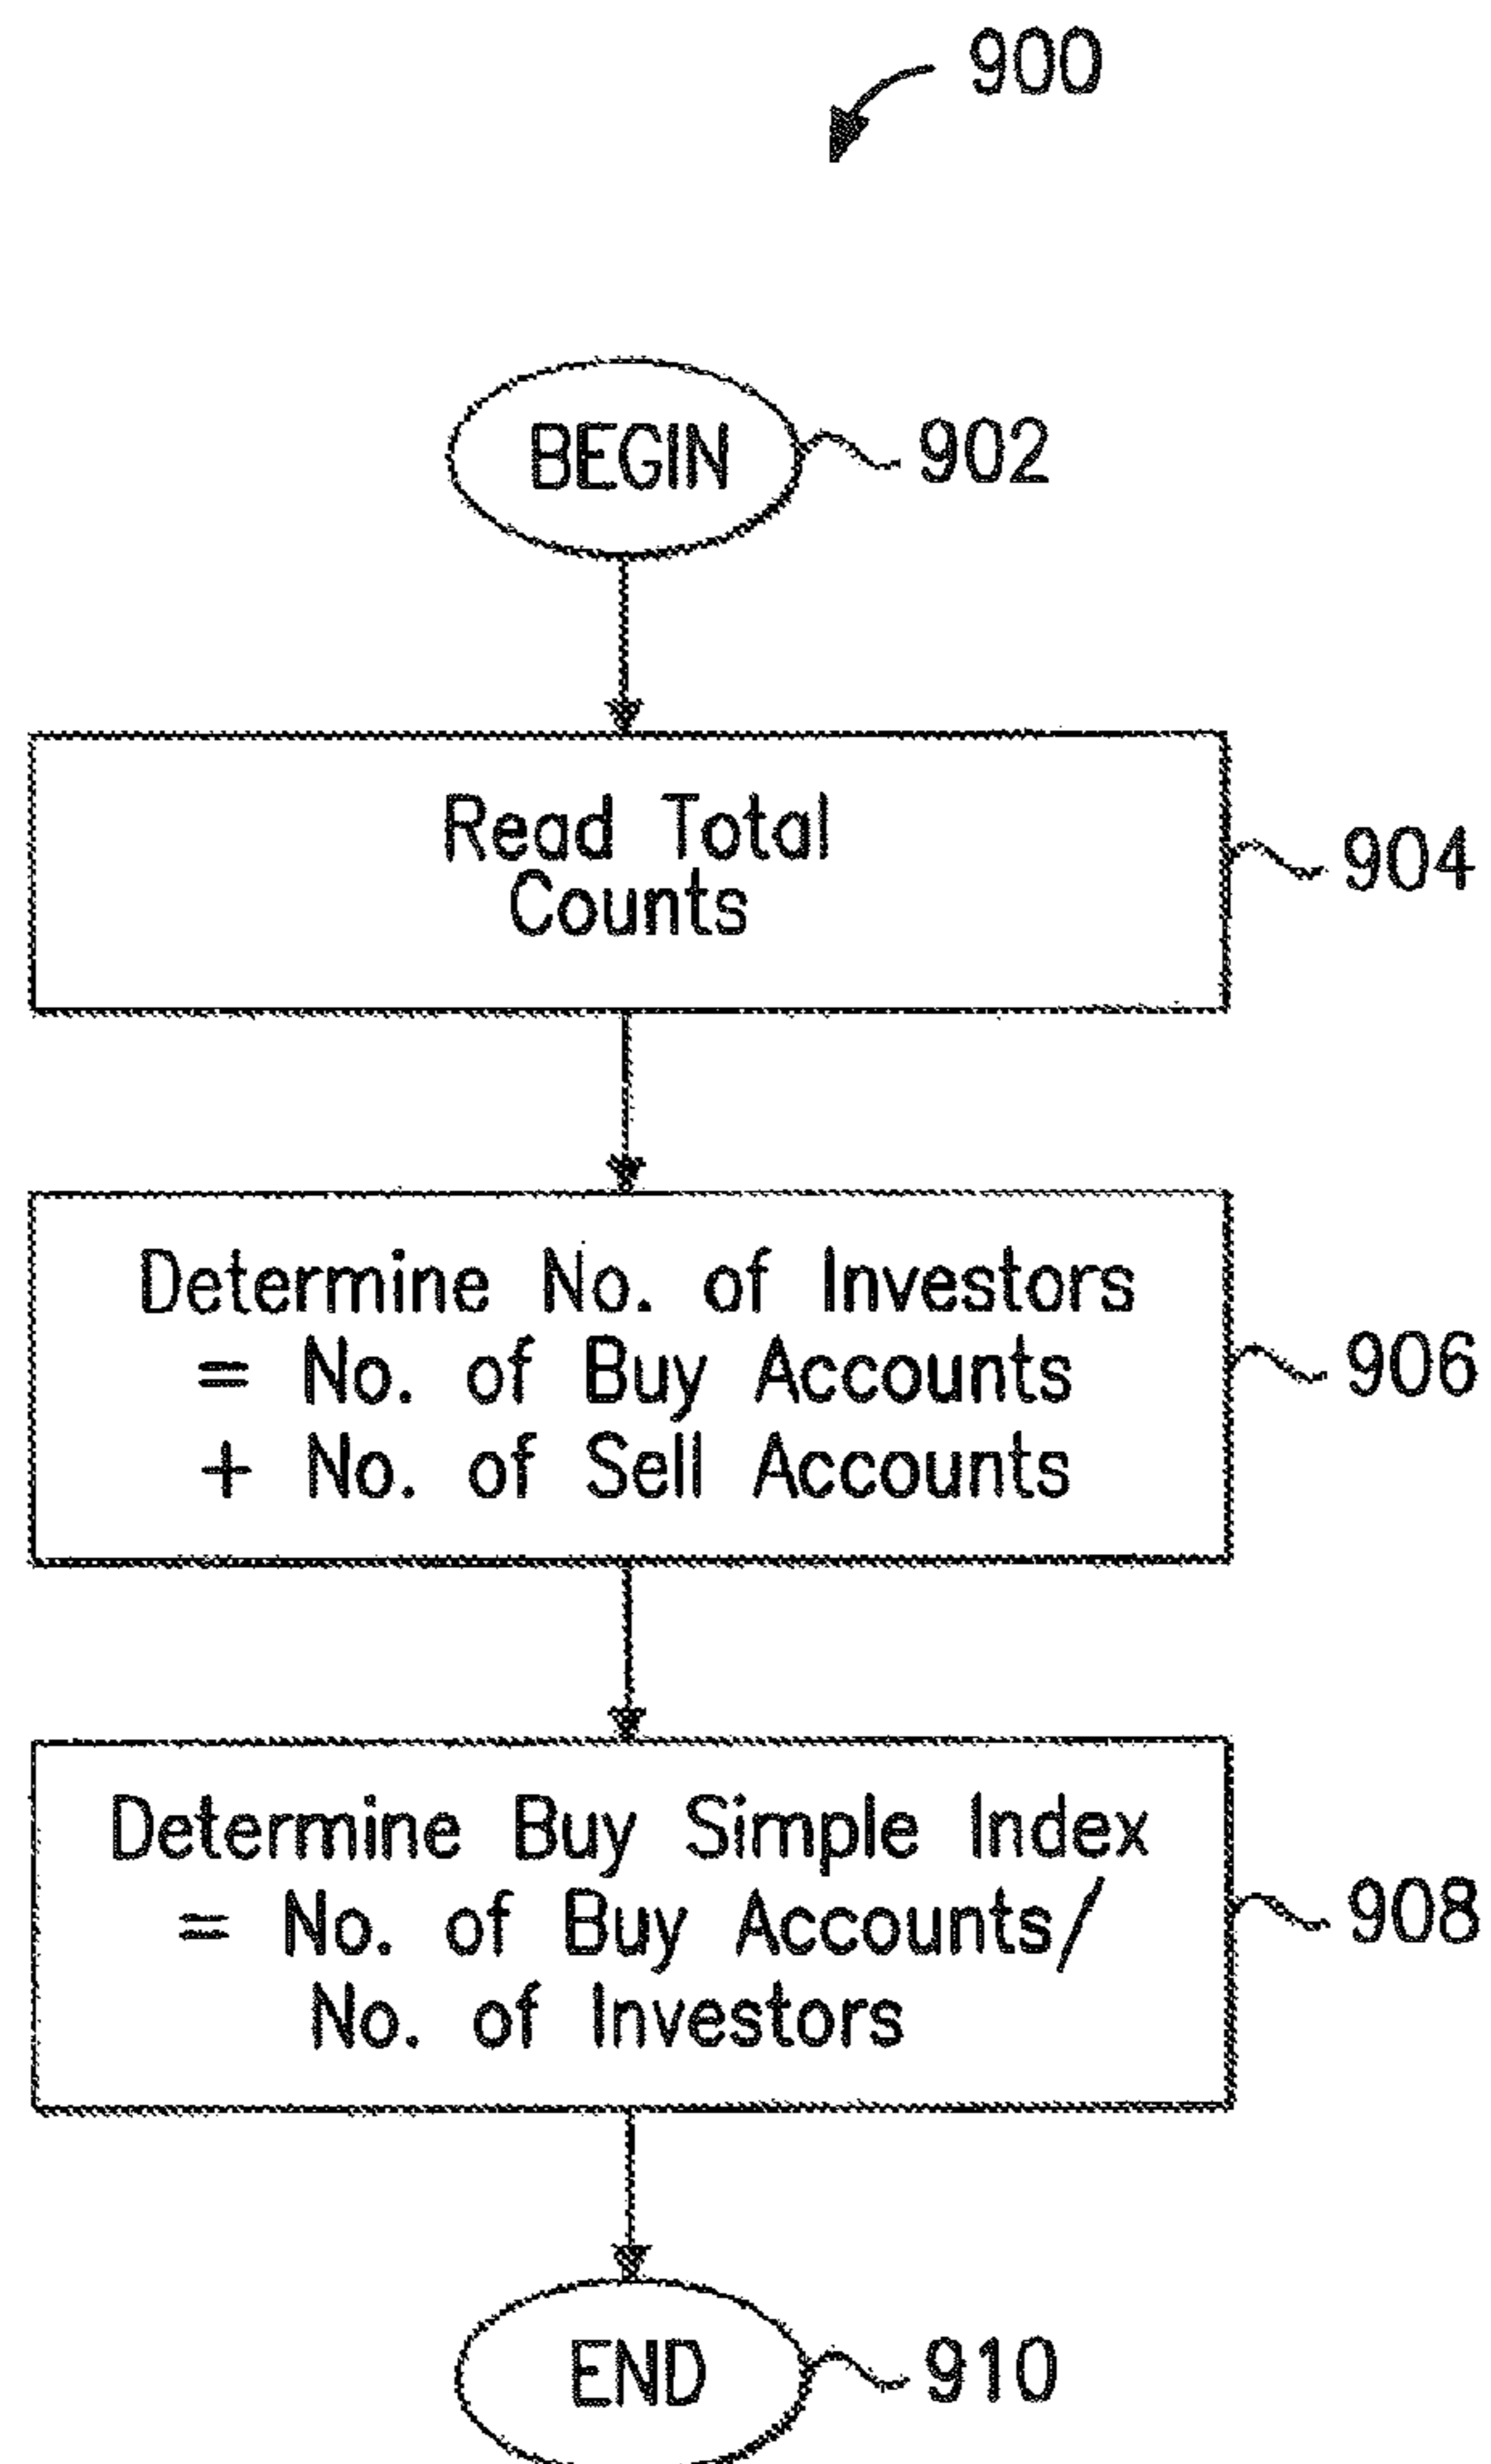 900
BEGIN
902
Read Total
Counts
904
Determine No. of Investors
= No. of Buy Accounts
+ No. of Sell Accounts
906
Determine Buy Simple Index
= No. of Buy Accounts/
No. of Investors
908
END
910